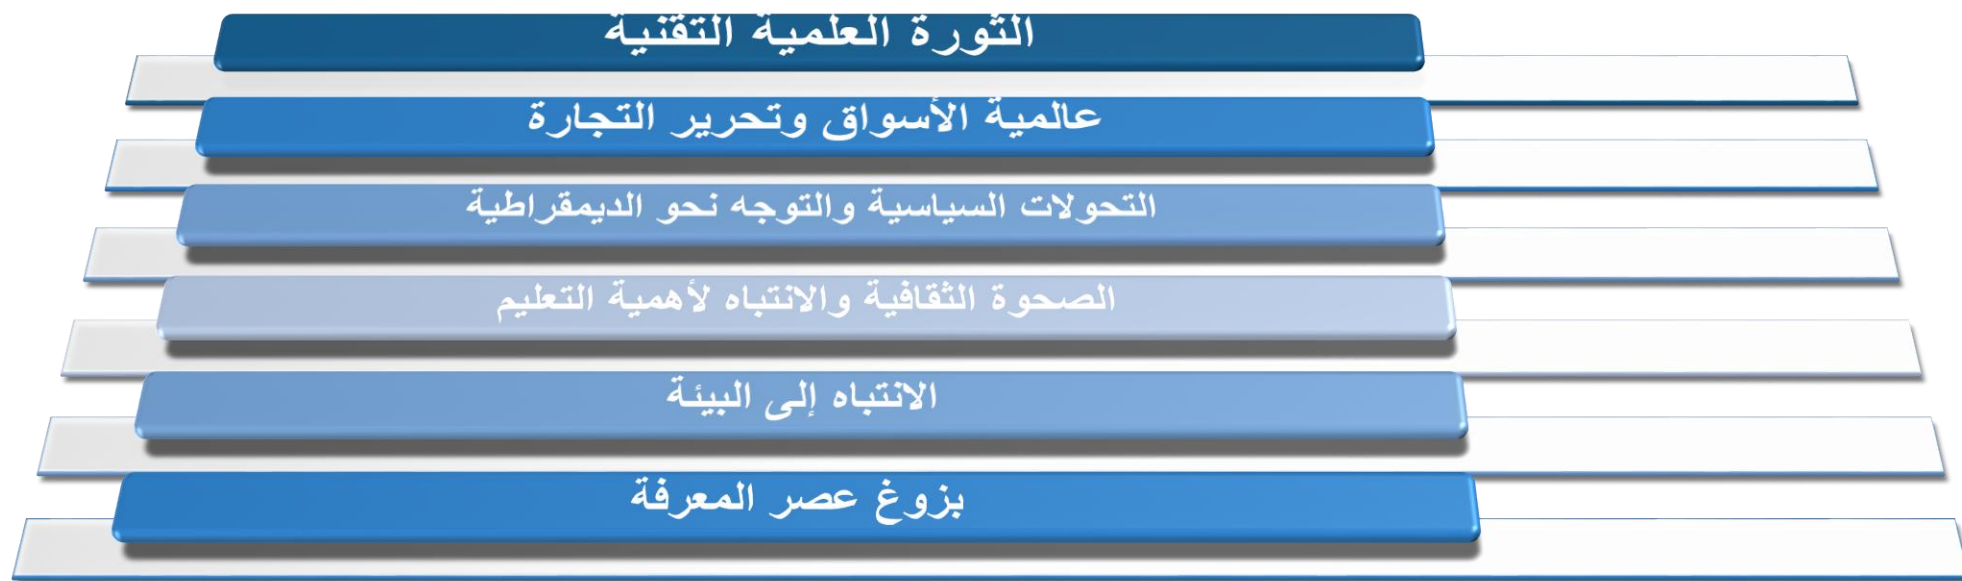 الثورة العلمية التقنية
عالمية الأسواق وتحرير التجارة
التحولات السياسية والتوجه نحو الديمقراطية
الصحوة الثقافية والانتباه لأهمية التعليم
الانتباه إلى البيئة
بزوغ عصر المعرفة